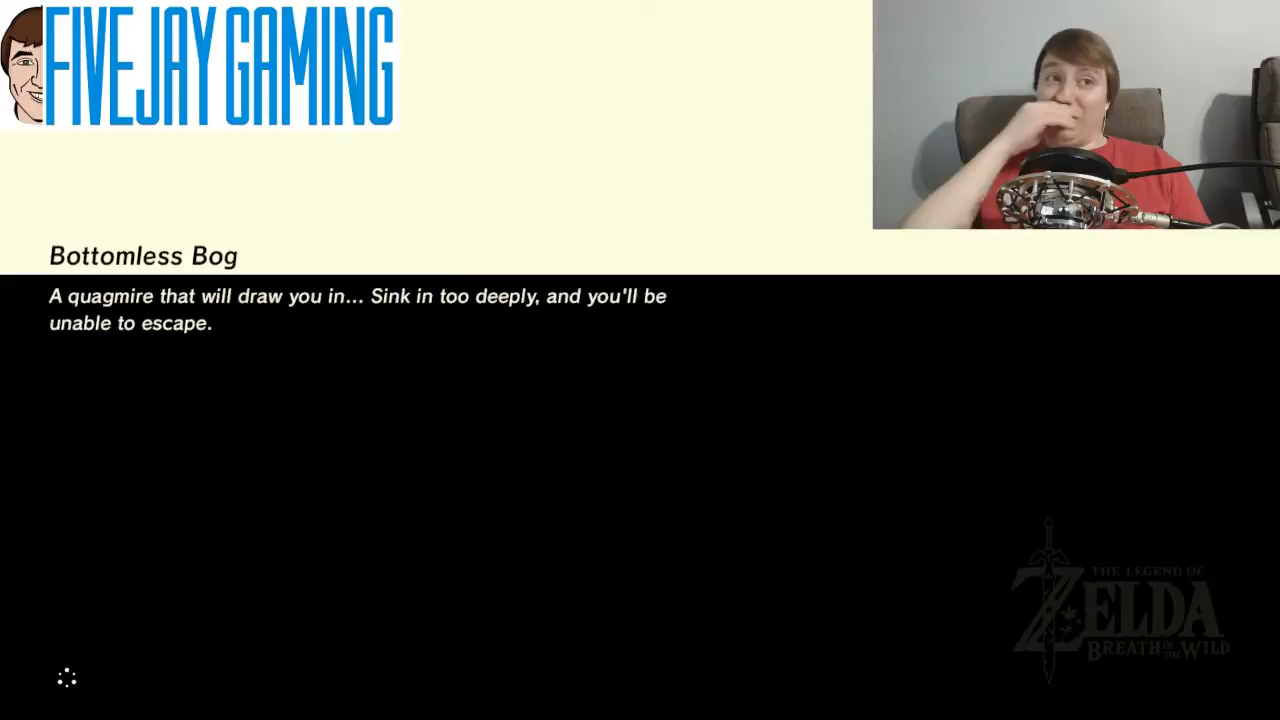 FIVEJAY GAMING
Bottomless Bog
A quagmire that will draw you in... Sink in too deeply, and you'll be
unable to escape.
THE LEGEND OF
ZELDA
BREATH OF THE WILD